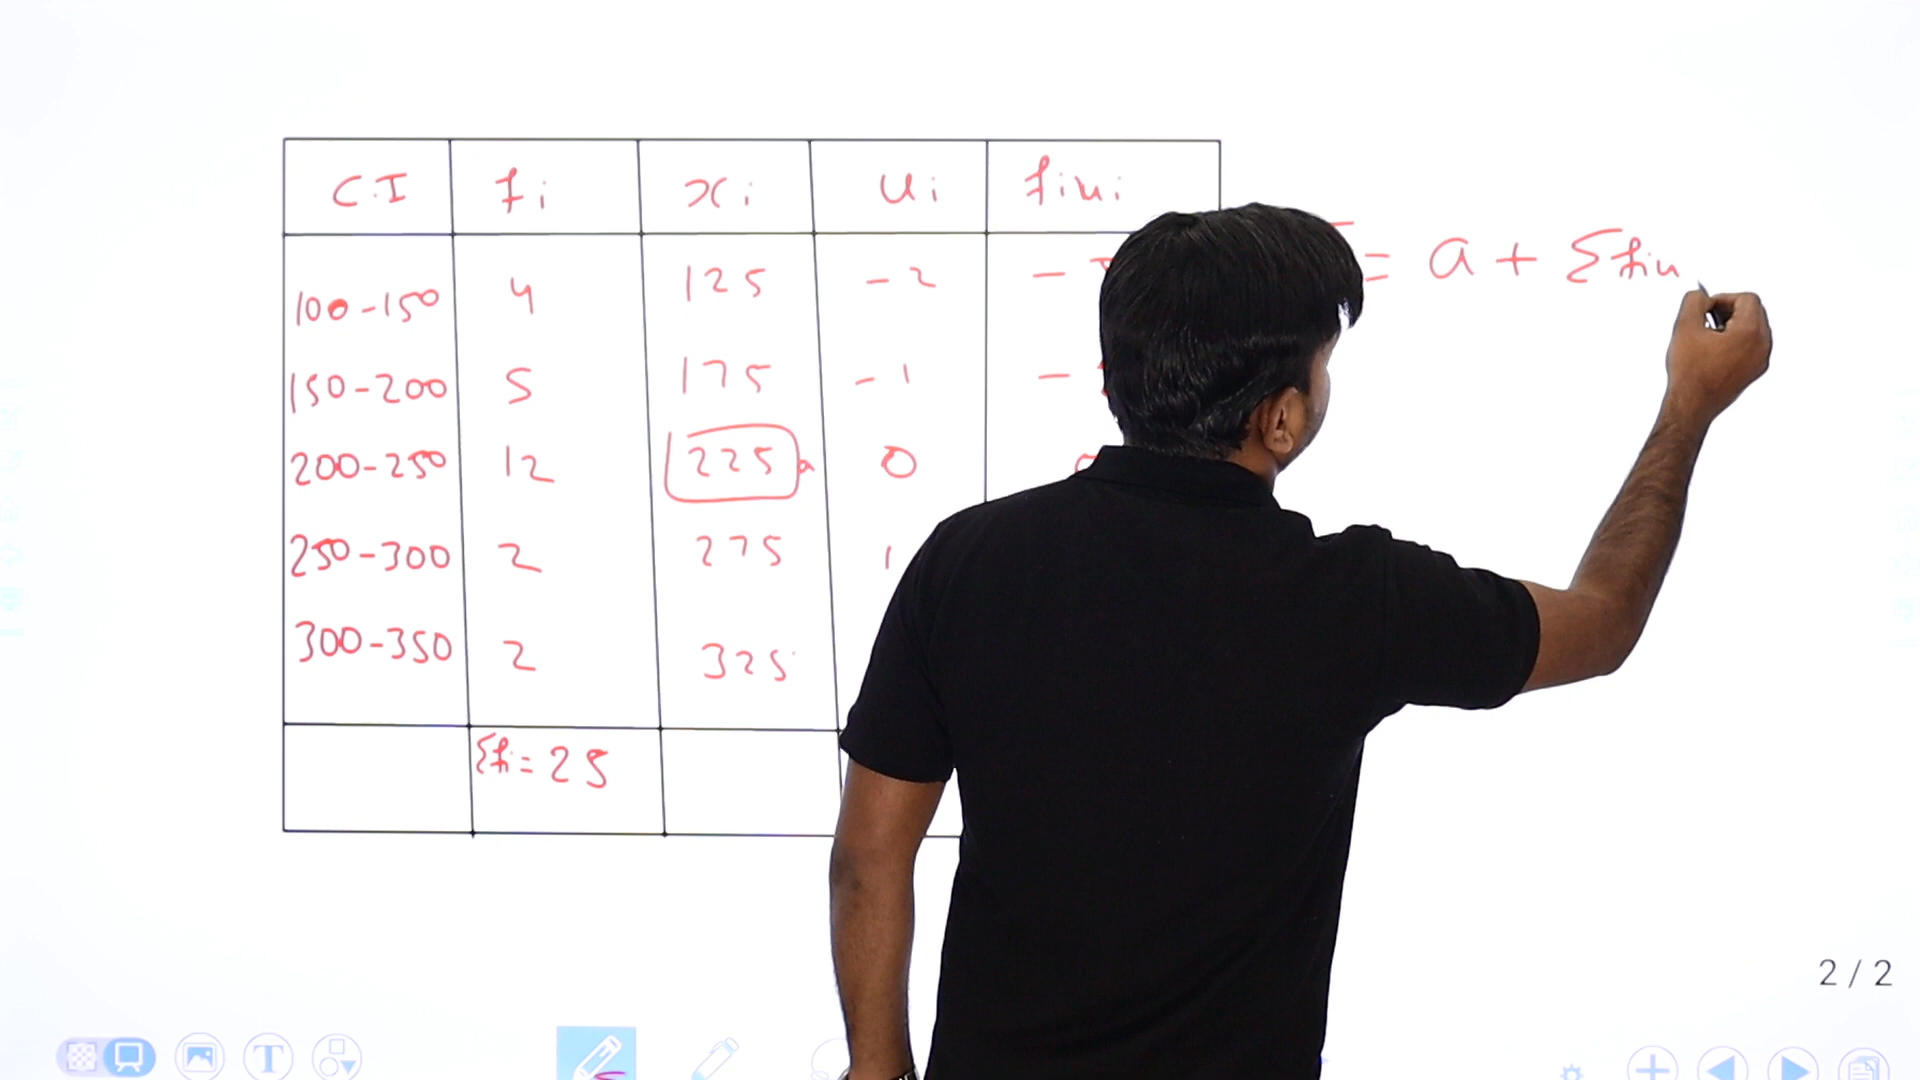 C.I fi xi ui fiui
100-150 4 125 -2 -
150-200 5 175 -1 -
200-250 12 225 a 0
250-300 2 275 1
300-350 2 325
Σfi = 25
= a + Σfiu
2 / 2
T